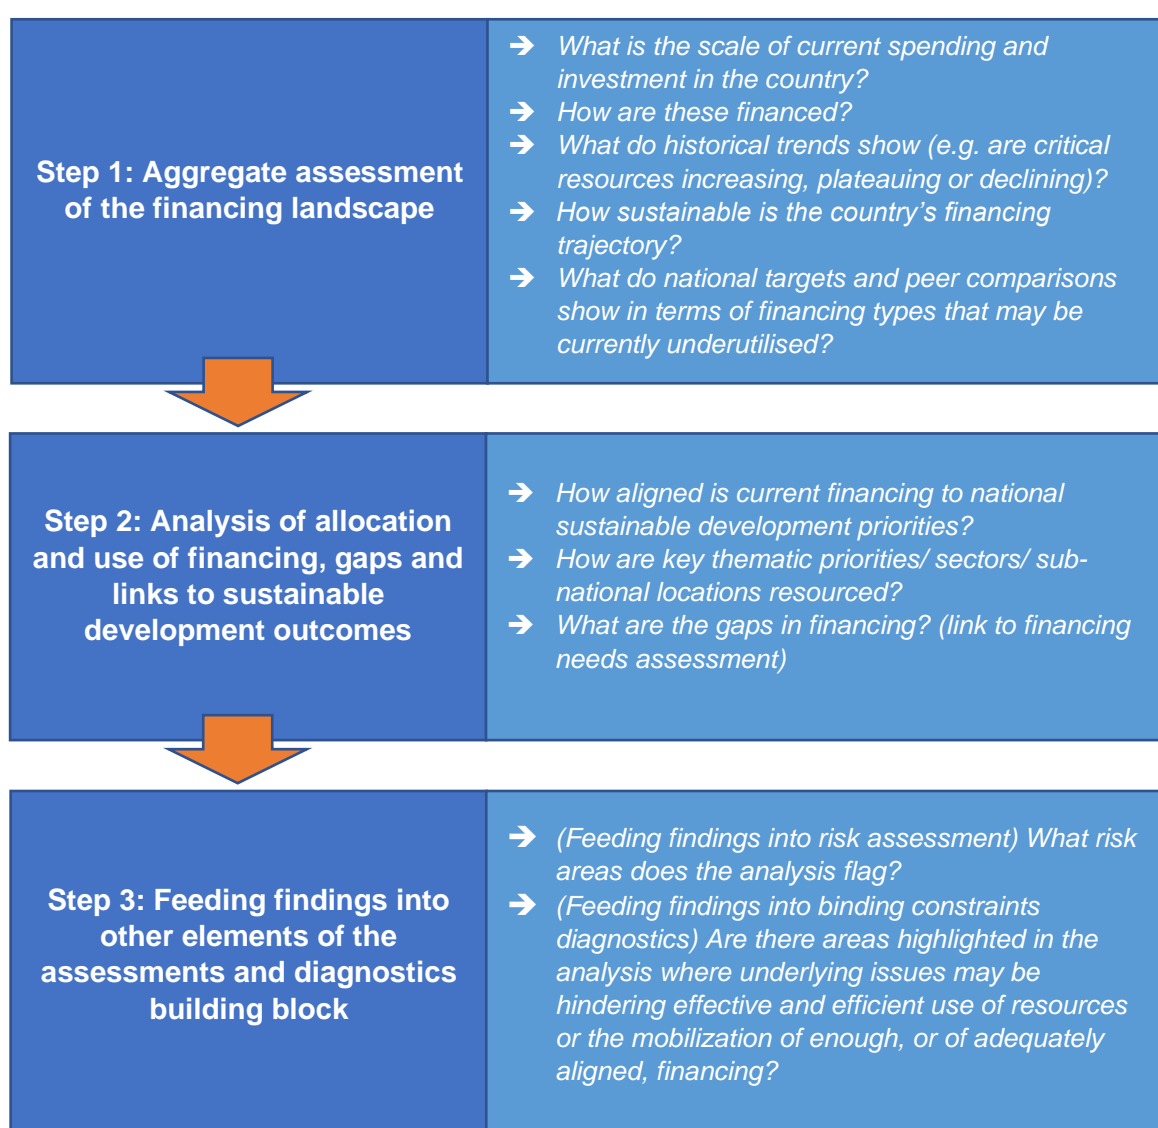 Step 1: Aggregate assessment
of the financing landscape
➔ What is the scale of current spending and
investment in the country?
➔ How are these financed?
➔ What do historical trends show (e.g. are critical
resources increasing, plateauing or declining)?
➔ How sustainable is the country’s financing
trajectory?
➔ What do national targets and peer comparisons
show in terms of financing types that may be
currently underutilised?
Step 2: Analysis of allocation
and use of financing, gaps and
links to sustainable
development outcomes
➔ How aligned is current financing to national
sustainable development priorities?
➔ How are key thematic priorities/ sectors/ sub-
national locations resourced?
➔ What are the gaps in financing? (link to financing
needs assessment)
Step 3: Feeding findings into
other elements of the
assessments and diagnostics
building block
➔ (Feeding findings into risk assessment) What risk
areas does the analysis flag?
➔ (Feeding findings into binding constraints
diagnostics) Are there areas highlighted in the
analysis where underlying issues may be
hindering effective and efficient use of resources
or the mobilization of enough, or of adequately
aligned, financing?